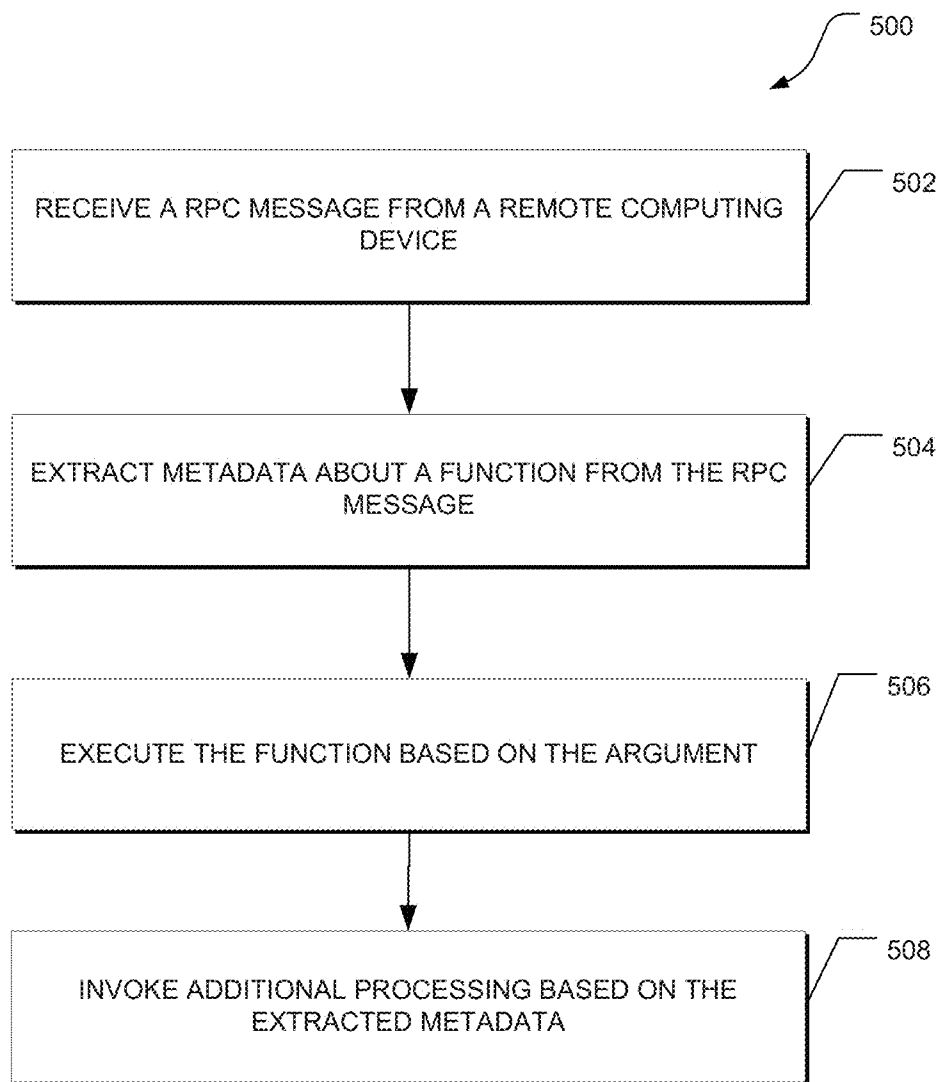 500
RECEIVE A RPC MESSAGE FROM A REMOTE COMPUTING
DEVICE
502
EXTRACT METADATA ABOUT A FUNCTION FROM THE RPC
MESSAGE
504
EXECUTE THE FUNCTION BASED ON THE ARGUMENT
506
INVOKE ADDITIONAL PROCESSING BASED ON THE
EXTRACTED METADATA
508